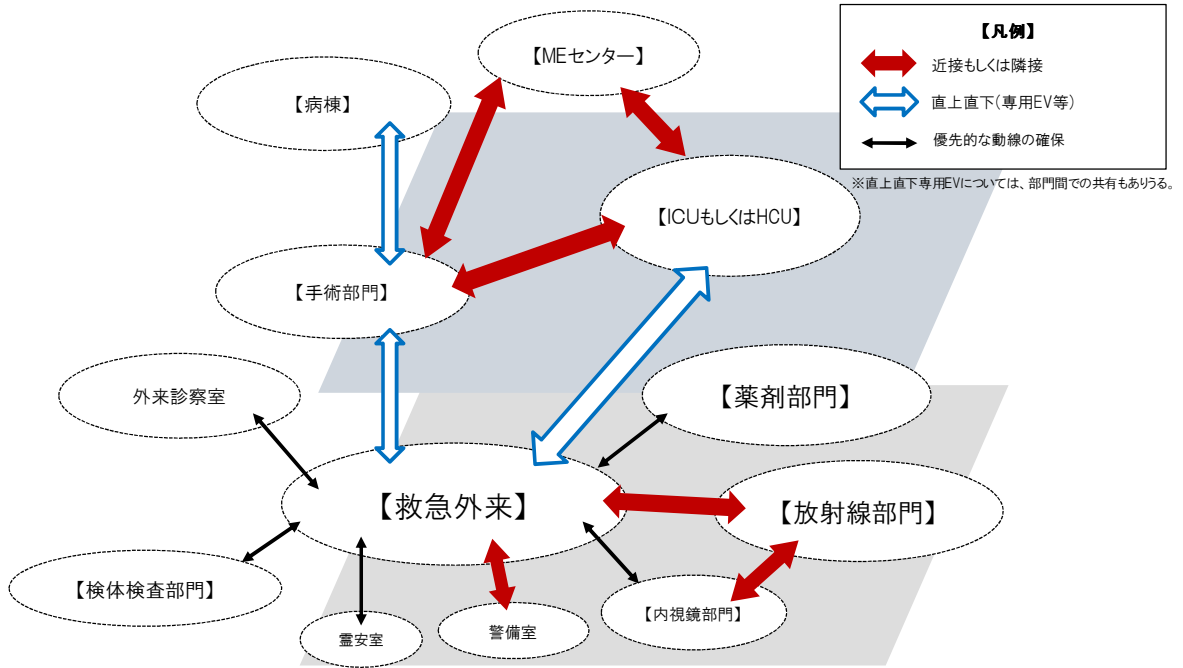 【凡例】
近接もしくは隣接
直上直下(専用EV等)
優先的な動線の確保
※直上直下専用EVについては、部門間での共有もありうる。
【MEセンター】
【病棟】
【ICUもしくはHCU】
【手術部門】
外来診察室
【薬剤部門】
【救急外来】
【放射線部門】
【検体検査部門】
霊安室
警備室
【内視鏡部門】